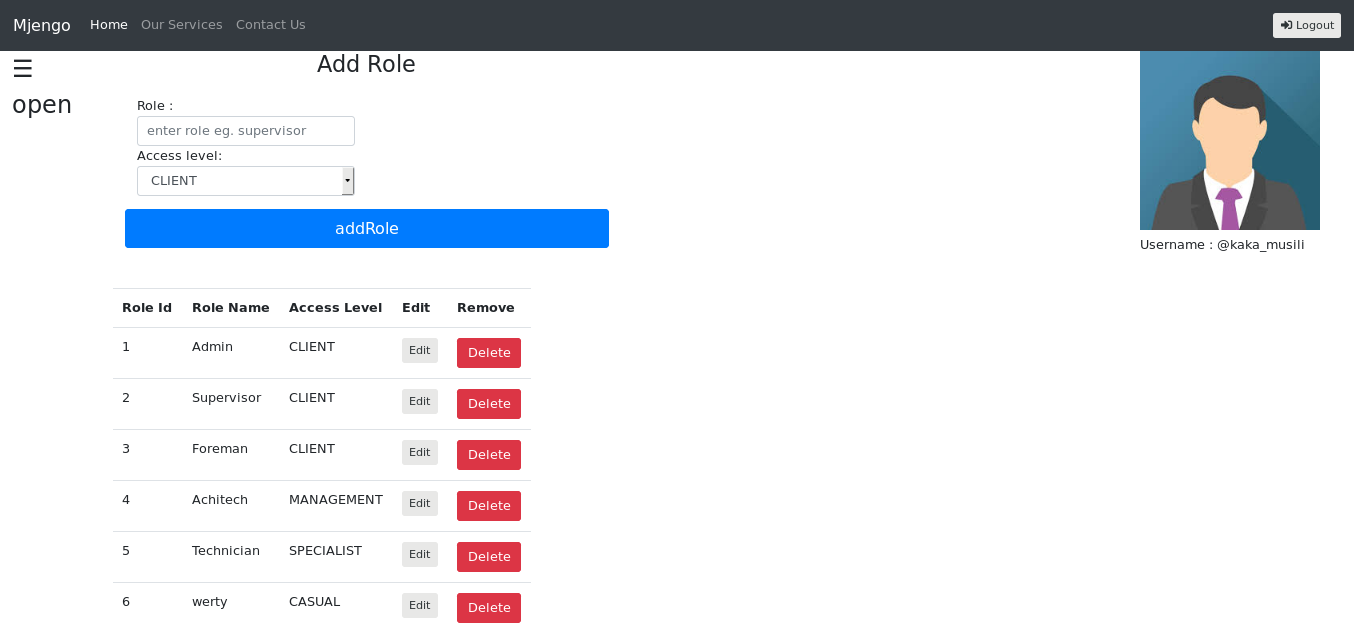 Mjengo Home Our Services Contact Us Logout
☰ open
Add Role
Role :
enter role eg. supervisor
Access level:
CLIENT
addRole
Username : @kaka_musili
Role Id Role Name Access Level Edit Remove
1 Admin CLIENT Edit Delete
2 Supervisor CLIENT Edit Delete
3 Foreman CLIENT Edit Delete
4 Achitech MANAGEMENT Edit Delete
5 Technician SPECIALIST Edit Delete
6 werty CASUAL Edit Delete